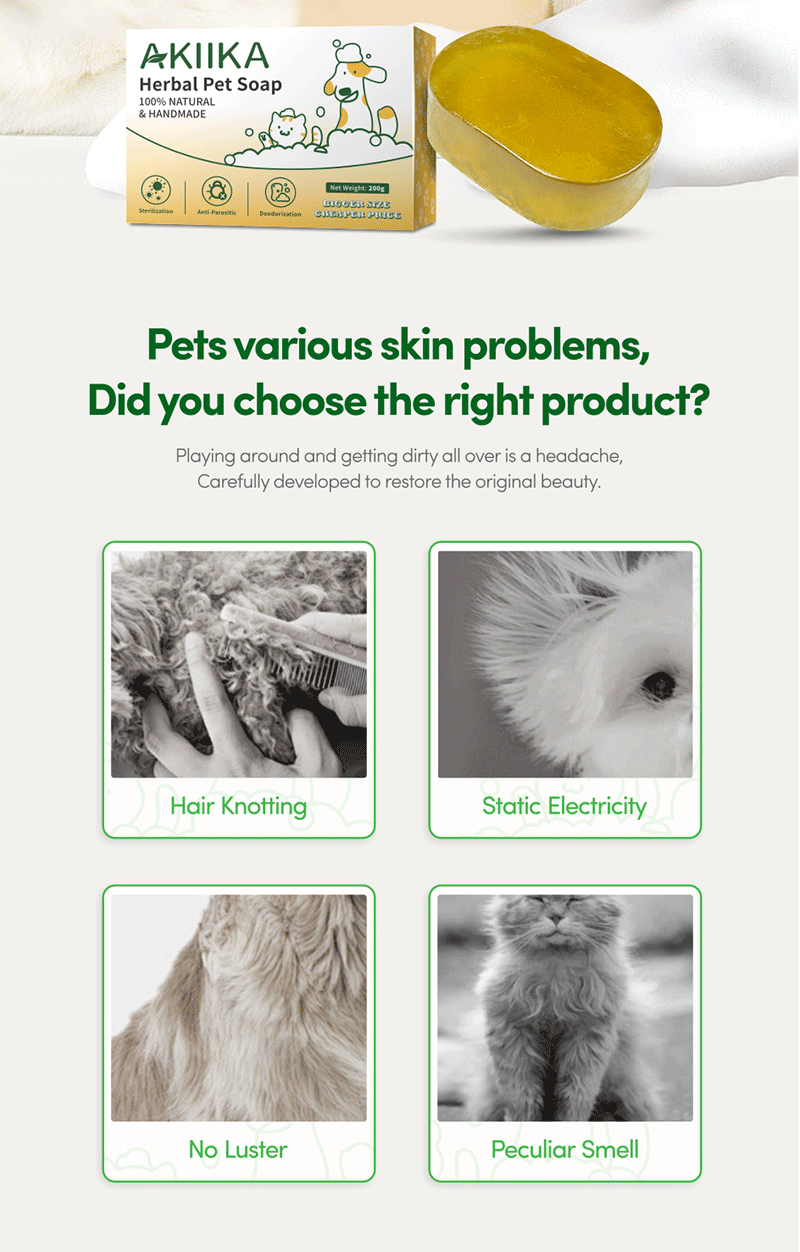 AKIIKA
Herbal Pet Soap
100% NATURAL
& HANDMADE
Sterilization
Anti-Parasitic
Deodorization
Net Weight: 200g
BIGGER SIZE
CHEAPER PRICE
Pets various skin problems,
Did you choose the right product?
Playing around and getting dirty all over is a headache,
Carefully developed to restore the original beauty.
Hair Knotting
Static Electricity
No Luster
Peculiar Smell